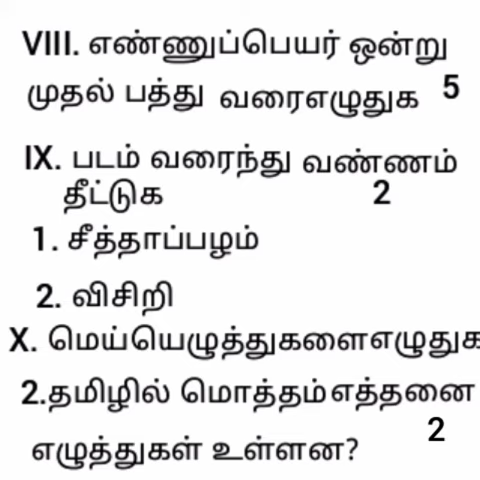 VIII. எண்ணுப்பெயர் ஒன்று
முதல் பத்து வரைஎழுதுக 5
IX. படம் வரைந்து வண்ணம்
தீட்டுக 2
1. சீத்தாப்பழம்
2. விசிறி
X. மெய்யெழுத்துகளைஎழுதுக
2.தமிழில் மொத்தம்எத்தனை
எழுத்துகள் உள்ளன? 2